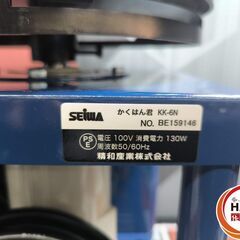 SEIWA かくはん君 KK-6N
NO. BE159146
PSE 電圧 100V 消費電力 130W
周波数50/60Hz
精和産業株式会社